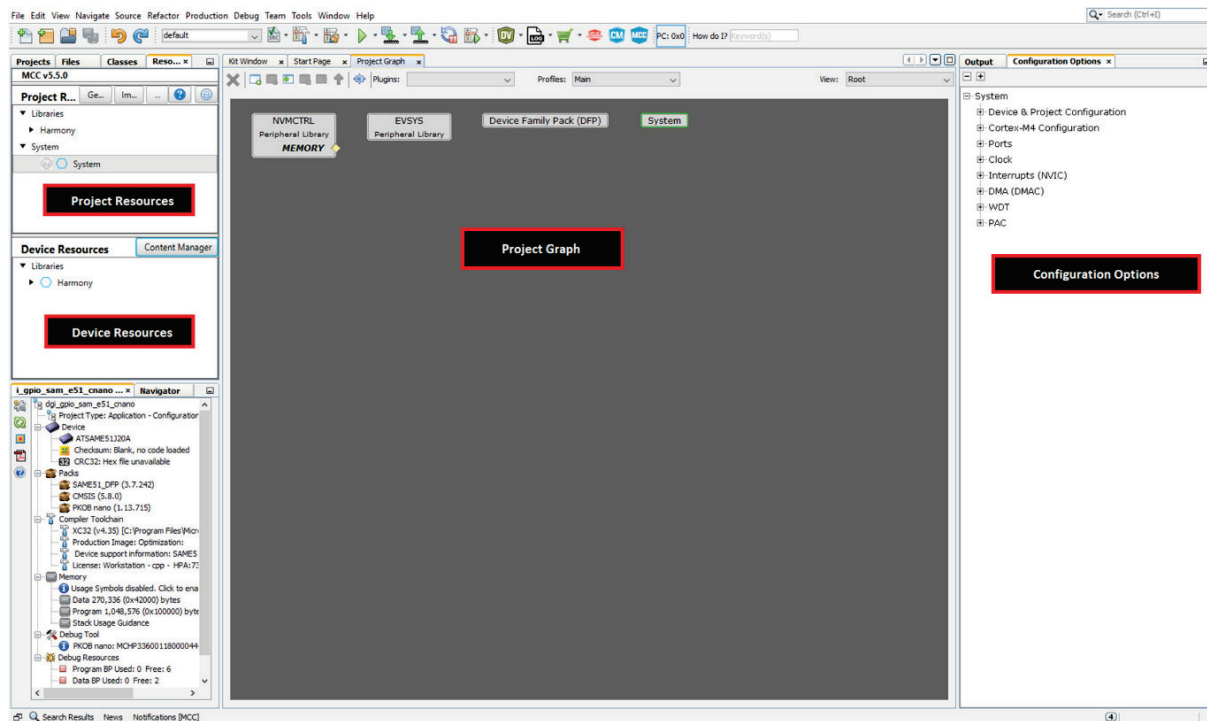 File Edit View Navigate Source Refactor Production Debug Team Tools Window Help
Search (Ctrl+I)
default
PC: 0x0
How do I?
Keyword(s)
Projects Files Classes Reso... x
MCC v5.5.0
Project R... Ge... Im... ...
Libraries
Harmony
System
System
Project Resources
Device Resources Content Manager
Libraries
Harmony
Device Resources
i_gpio_sam_e51_cnano ... x Navigator
dgi_gpio_sam_e51_cnano
Project Type: Application - Configuration
Device
ATSAME51J20A
Checksum: Blank, no code loaded
CRC32: Hex file unavailable
Packs
SAME51_DFP (3.7.242)
CMSIS (5.8.0)
PKOB nano (1.13.715)
Compiler Toolchain
XC32 (v4.35) [C:\Program Files\Micr
Production Image: Optimization:
Device support information: SAME5
License: Workstation - cpp - HPA:73
Memory
Usage Symbols disabled. Click to ena
Data 270,336 (0x42000) bytes
Program 1,048,576 (0x100000) byte
Stack Usage Guidance
Debug Tool
PKOB nano: MCHP33600118000044
Debug Resources
Program BP Used: 0 Free: 6
Data BP Used: 0 Free: 2
Kit Window x Start Page x Project Graph x
Plugins: Profiles: Main View: Root
NVMCTRL
Peripheral Library
MEMORY
EVSYS
Peripheral Library
Device Family Pack (DFP)
System
Project Graph
Output Configuration Options x
System
Device & Project Configuration
Cortex-M4 Configuration
Ports
Clock
Interrupts (NVIC)
DMA (DMAC)
WDT
PAC
Configuration Options
Search Results News Notifications [MCC]
4